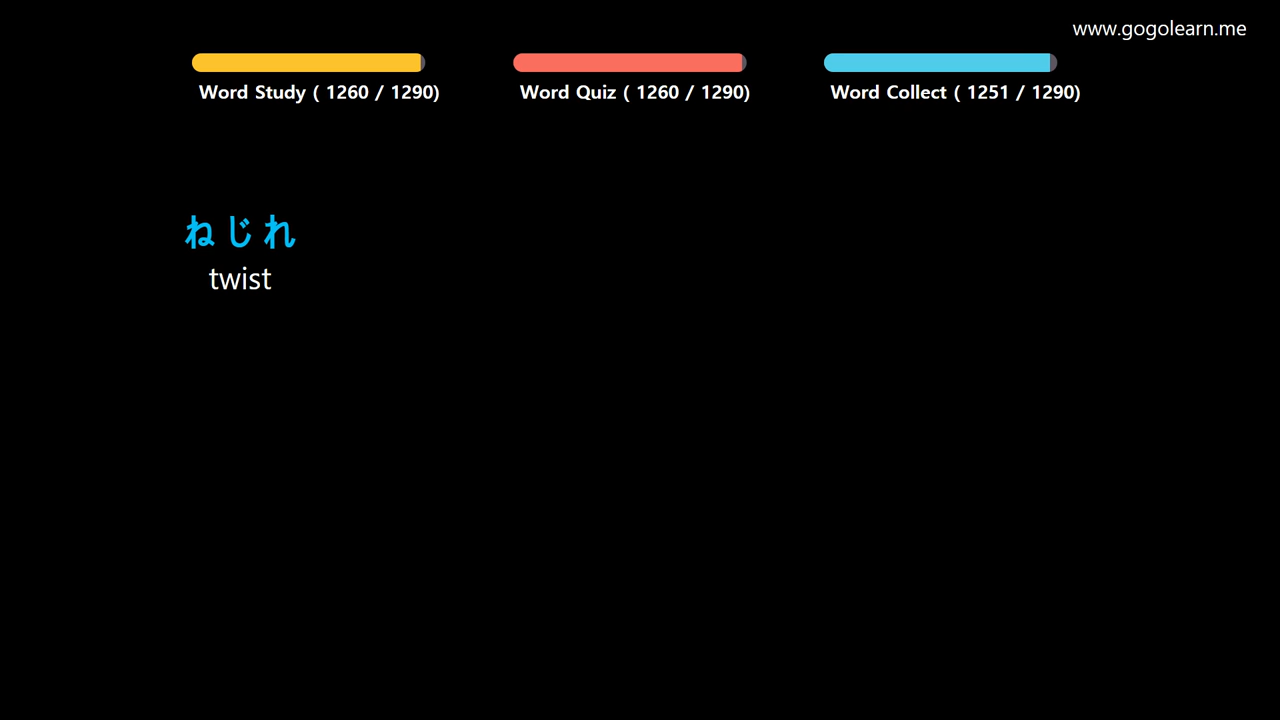 www.gogolearn.me
Word Study ( 1260 / 1290)
Word Quiz ( 1260 / 1290)
Word Collect ( 1251 / 1290)
ねじれ
twist